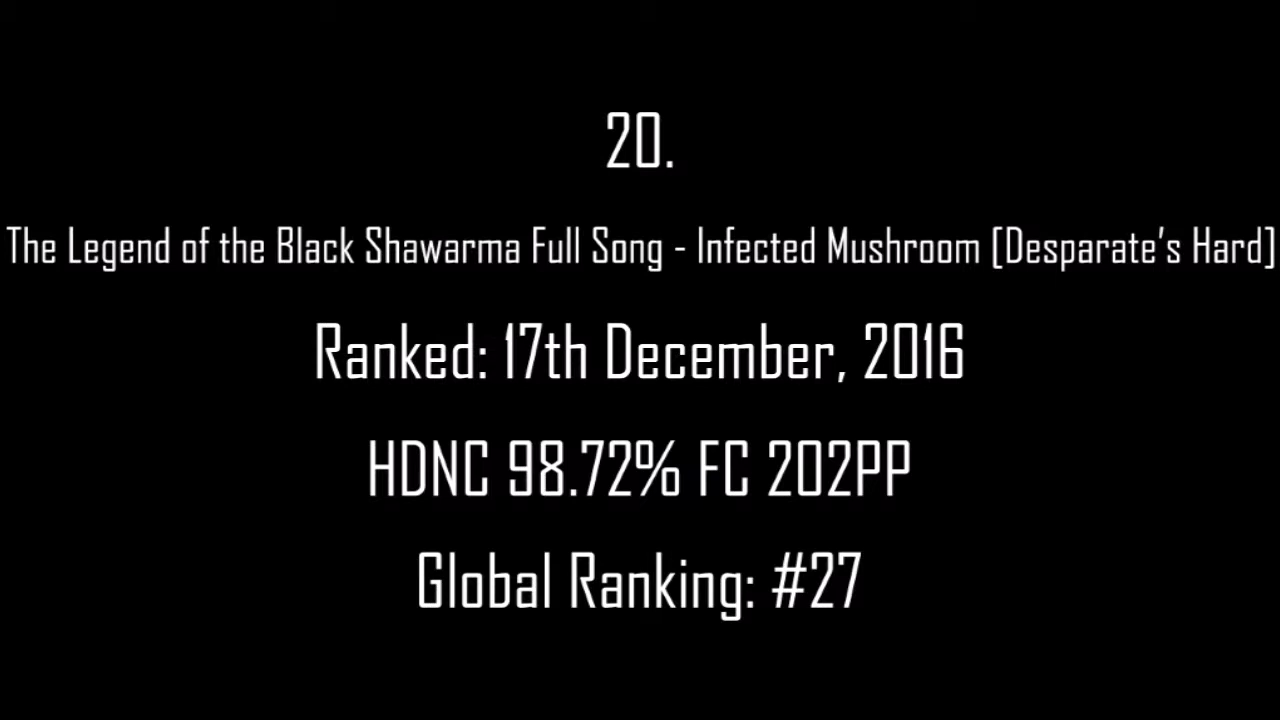 20.
The Legend of the Black Shawarma Full Song - Infected Mushroom [Desparate's Hard]
Ranked: 17th December, 2016
HDNC 98.72% FC 202PP
Global Ranking: #27